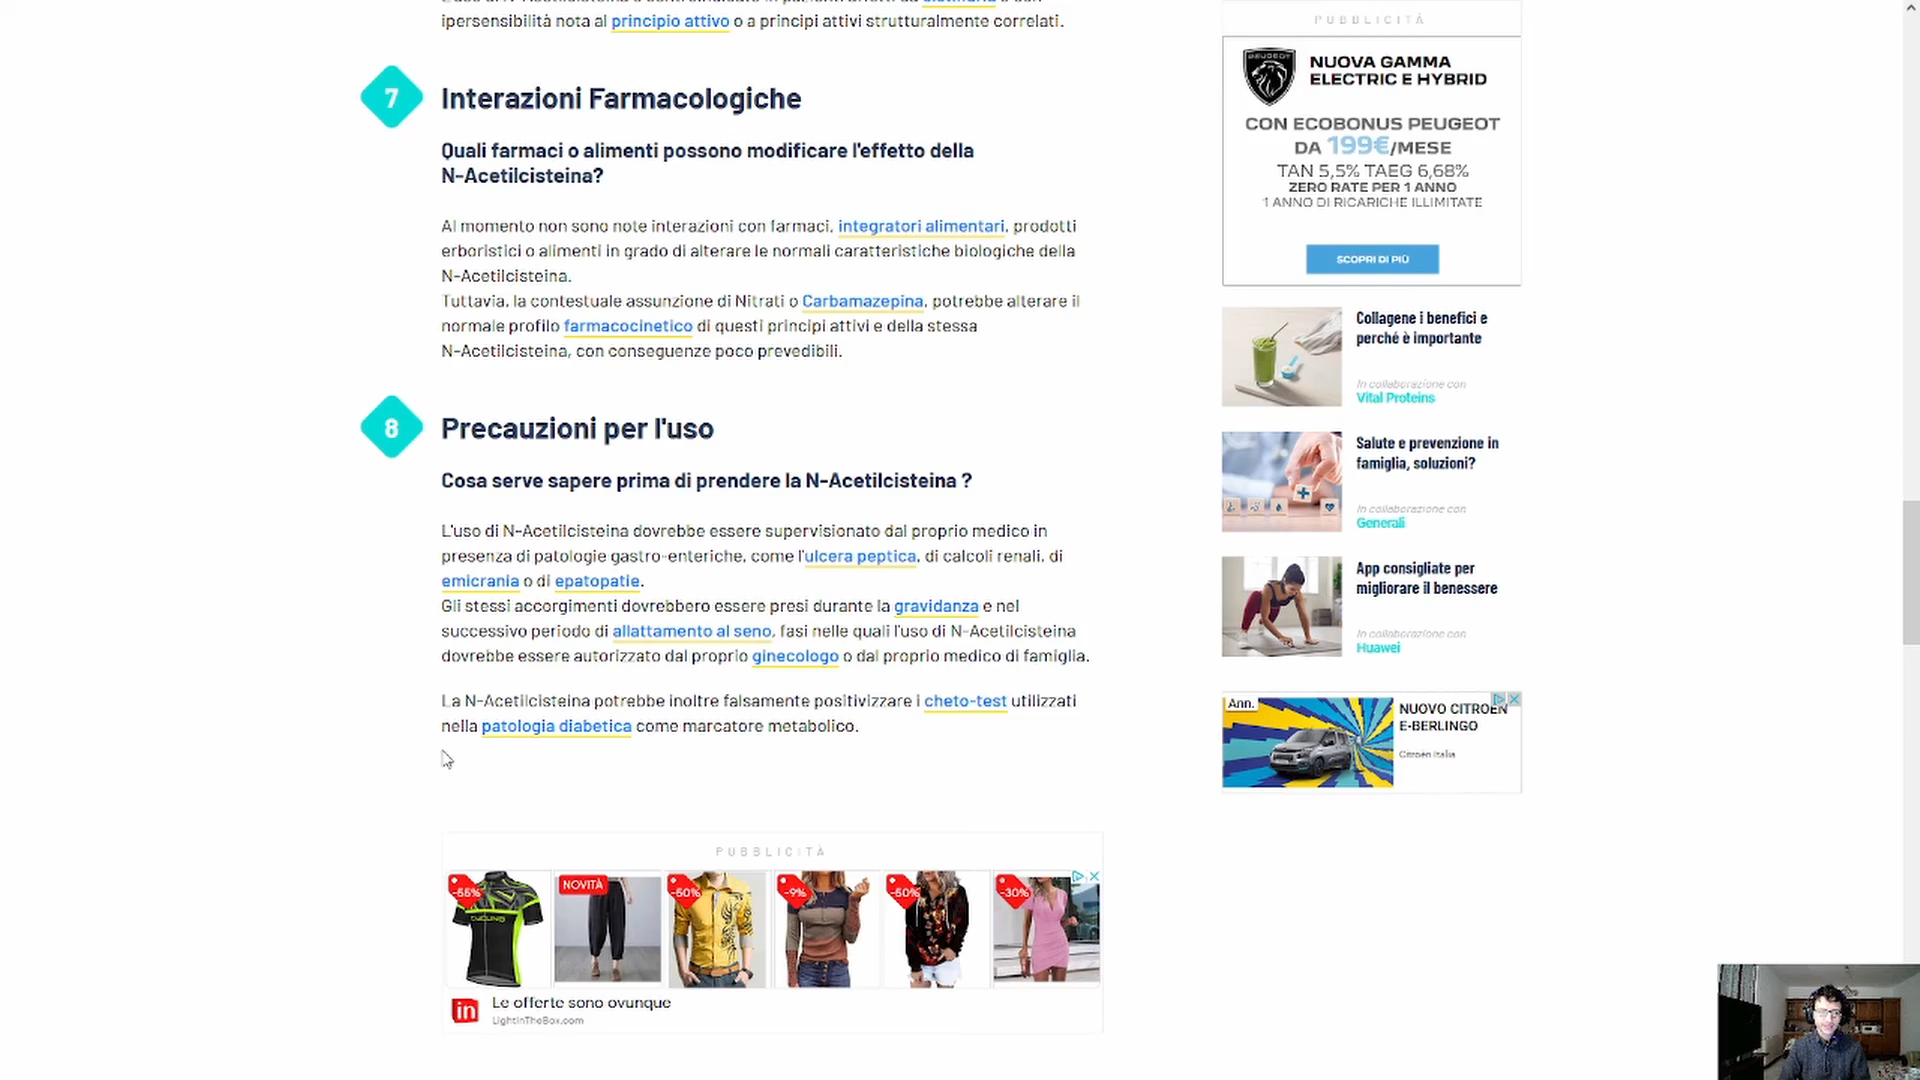 ipersensibilità nota al principio attivo o a principi attivi strutturalmente correlati.
7
Interazioni Farmacologiche
Quali farmaci o alimenti possono modificare l'effetto della
N-Acetilcisteina?
Al momento non sono note interazioni con farmaci, integratori alimentari, prodotti
erboristici o alimenti in grado di alterare le normali caratteristiche biologiche della
N-Acetilcisteina.
Tuttavia, la contestuale assunzione di Nitrati o Carbamazepina, potrebbe alterare il
normale profilo farmacocinetico di questi principi attivi e della stessa
N-Acetilcisteina, con conseguenze poco prevedibili.
8
Precauzioni per l'uso
Cosa serve sapere prima di prendere la N-Acetilcisteina ?
L'uso di N-Acetilcisteina dovrebbe essere supervisionato dal proprio medico in
presenza di patologie gastro-enteriche, come l'ulcera peptica, di calcoli renali, di
emicrania o di epatopatie.
Gli stessi accorgimenti dovrebbero essere presi durante la gravidanza e nel
successivo periodo di allattamento al seno, fasi nelle quali l'uso di N-Acetilcisteina
dovrebbe essere autorizzato dal proprio ginecologo o dal proprio medico di famiglia.
La N-Acetilcisteina potrebbe inoltre falsamente positivizzare i cheto-test utilizzati
nella patologia diabetica come marcatore metabolico.
PUBBLICITÀ
-55%
NOVITÀ
-50%
-9%
-50%
-30%
in
Le offerte sono ovunque
LightInTheBox.com
PUBBLICITÀ
PEUGEOT
NUOVA GAMMA
ELECTRIC E HYBRID
CON ECOBONUS PEUGEOT
DA 199€/MESE
TAN 5,5% TAEG 6,68%
ZERO RATE PER 1 ANNO
1 ANNO DI RICARICHE ILLIMITATE
SCOPRI DI PIÙ
Collagene i benefici e
perché è importante
In collaborazione con
Vital Proteins
Salute e prevenzione in
famiglia, soluzioni?
In collaborazione con
Generali
App consigliate per
migliorare il benessere
In collaborazione con
Huawei
Ann.
NUOVO CITROËN
E-BERLINGO
Citroën Italia